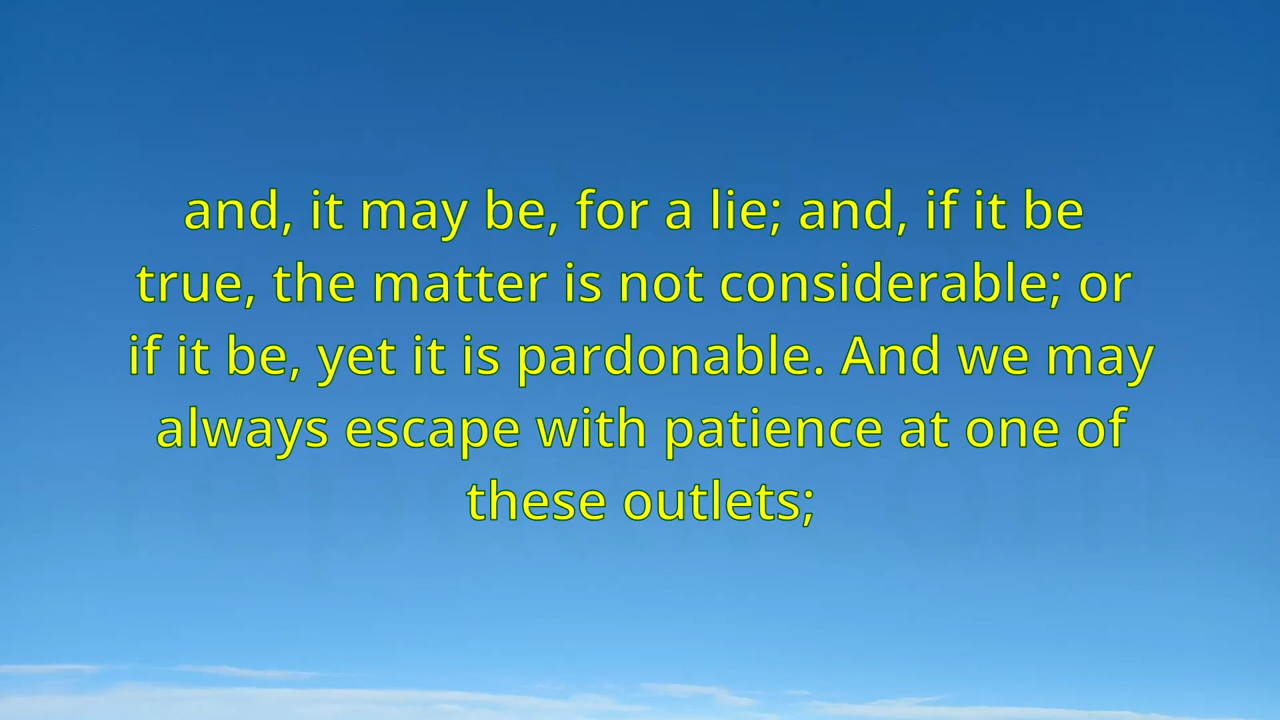 and, it may be, for a lie; and, if it be
true, the matter is not considerable; or
if it be, yet it is pardonable. And we may
always escape with patience at one of
these outlets;